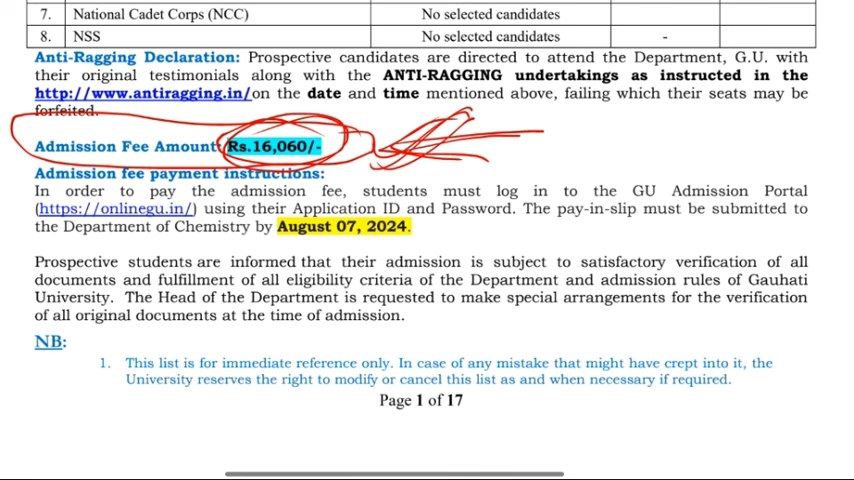 7. National Cadet Corps (NCC) No selected candidates
8. NSS No selected candidates -
Anti-Ragging Declaration: Prospective candidates are directed to attend the Department, G.U. with
their original testimonials along with the ANTI-RAGGING undertakings as instructed in the
http://www.antiragging.in/on the date and time mentioned above, failing which their seats may be
forfeited.
Admission Fee Amount: Rs.16,060/-
Admission fee payment instructions:
In order to pay the admission fee, students must log in to the GU Admission Portal
(https://onlinegu.in/) using their Application ID and Password. The pay-in-slip must be submitted to
the Department of Chemistry by August 07, 2024.
Prospective students are informed that their admission is subject to satisfactory verification of all
documents and fulfillment of all eligibility criteria of the Department and admission rules of Gauhati
University. The Head of the Department is requested to make special arrangements for the verification
of all original documents at the time of admission.
NB:
1. This list is for immediate reference only. In case of any mistake that might have crept into it, the
University reserves the right to modify or cancel this list as and when necessary if required.
Page 1 of 17